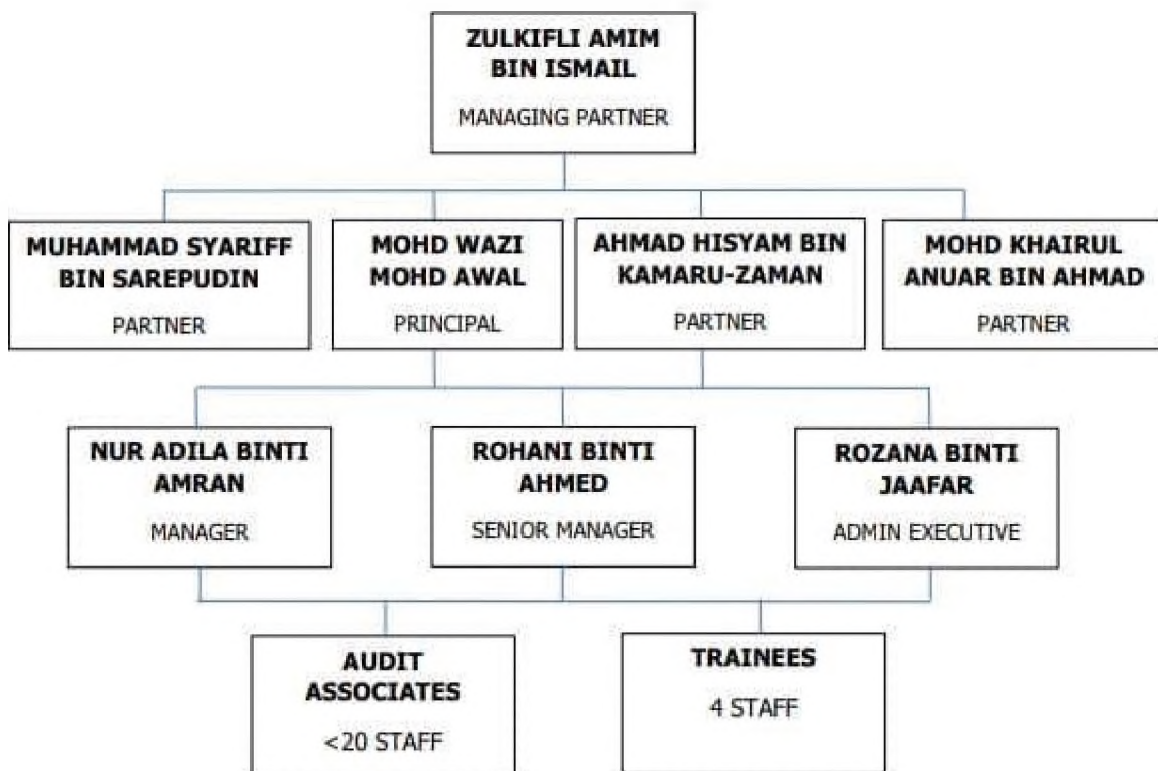 ZULKIFLI AMIM
BIN ISMAIL
MANAGING PARTNER
MUHAMMAD SYARIFF
BIN SAREPUDIN
PARTNER
MOHD WAZI
MOHD AWAL
PRINCIPAL
AHMAD HISYAM BIN
KAMARU-ZAMAN
PARTNER
MOHD KHAIRUL
ANUAR BIN AHMAD
PARTNER
NUR ADILA BINTI
AMRAN
MANAGER
ROHANI BINTI
AHMED
SENIOR MANAGER
ROZANA BINTI
JAAFAR
ADMIN EXECUTIVE
AUDIT
ASSOCIATES
<20 STAFF
TRAINEES
4 STAFF